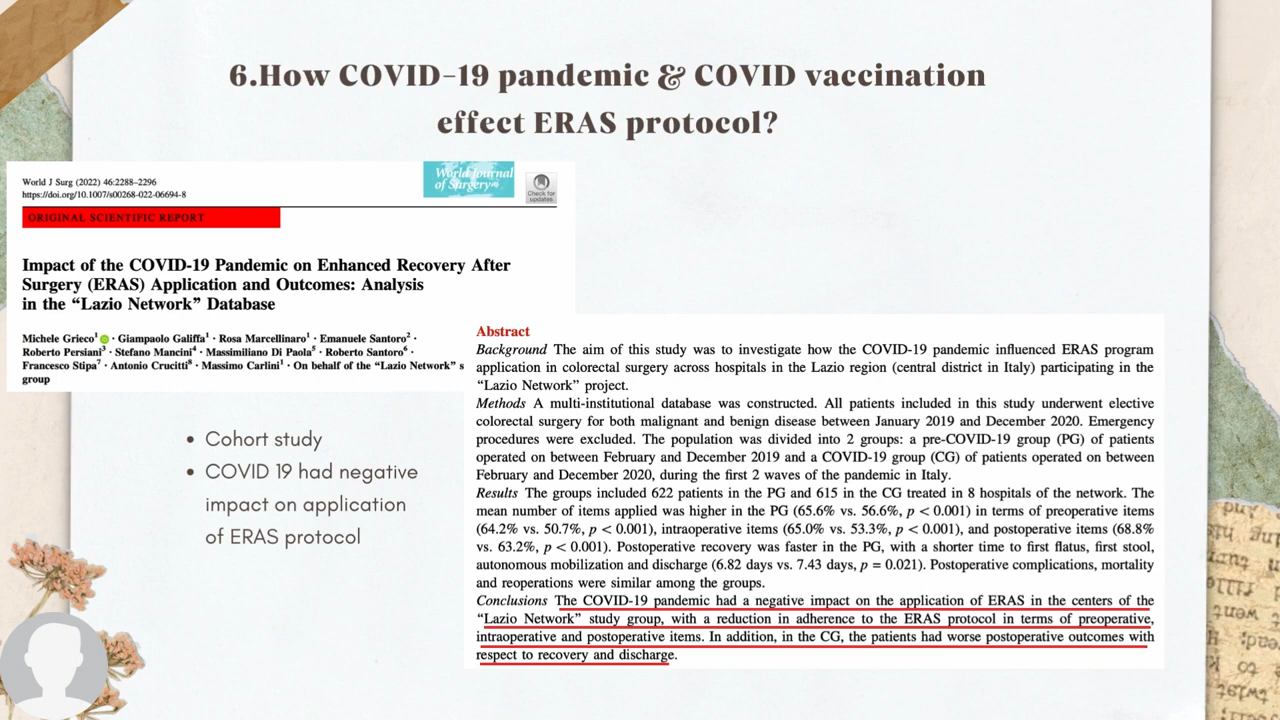 6.How COVID-19 pandemic & COVID vaccination
effect ERAS protocol?
World J Surg (2022) 46:2288–2296
https://doi.org/10.1007/s00268-022-06694-8
World Journal
of Surgery
Check for
updates
ORIGINAL SCIENTIFIC REPORT
Impact of the COVID-19 Pandemic on Enhanced Recovery After
Surgery (ERAS) Application and Outcomes: Analysis
in the “Lazio Network” Database
Michele Grieco1 · Giampaolo Galiffa1 · Rosa Marcellinaro1 · Emanuele Santoro2 ·
Roberto Persiani3 · Stefano Mancini4 · Massimiliano Di Paola5 · Roberto Santoro6 ·
Francesco Stipa7 · Antonio Crucitti8 · Massimo Carlini1 · On behalf of the “Lazio Network” s
group
• Cohort study
• COVID 19 had negative
impact on application
of ERAS protocol
Abstract
Background The aim of this study was to investigate how the COVID-19 pandemic influenced ERAS program
application in colorectal surgery across hospitals in the Lazio region (central district in Italy) participating in the
“Lazio Network” project.
Methods A multi-institutional database was constructed. All patients included in this study underwent elective
colorectal surgery for both malignant and benign disease between January 2019 and December 2020. Emergency
procedures were excluded. The population was divided into 2 groups: a pre-COVID-19 group (PG) of patients
operated on between February and December 2019 and a COVID-19 group (CG) of patients operated on between
February and December 2020, during the first 2 waves of the pandemic in Italy.
Results The groups included 622 patients in the PG and 615 in the CG treated in 8 hospitals of the network. The
mean number of items applied was higher in the PG (65.6% vs. 56.6%, p < 0.001) in terms of preoperative items
(64.2% vs. 50.7%, p < 0.001), intraoperative items (65.0% vs. 53.3%, p < 0.001), and postoperative items (68.8%
vs. 63.2%, p < 0.001). Postoperative recovery was faster in the PG, with a shorter time to first flatus, first stool,
autonomous mobilization and discharge (6.82 days vs. 7.43 days, p = 0.021). Postoperative complications, mortality
and reoperations were similar among the groups.
Conclusions The COVID-19 pandemic had a negative impact on the application of ERAS in the centers of the
“Lazio Network” study group, with a reduction in adherence to the ERAS protocol in terms of preoperative,
intraoperative and postoperative items. In addition, in the CG, the patients had worse postoperative outcomes with
respect to recovery and discharge.